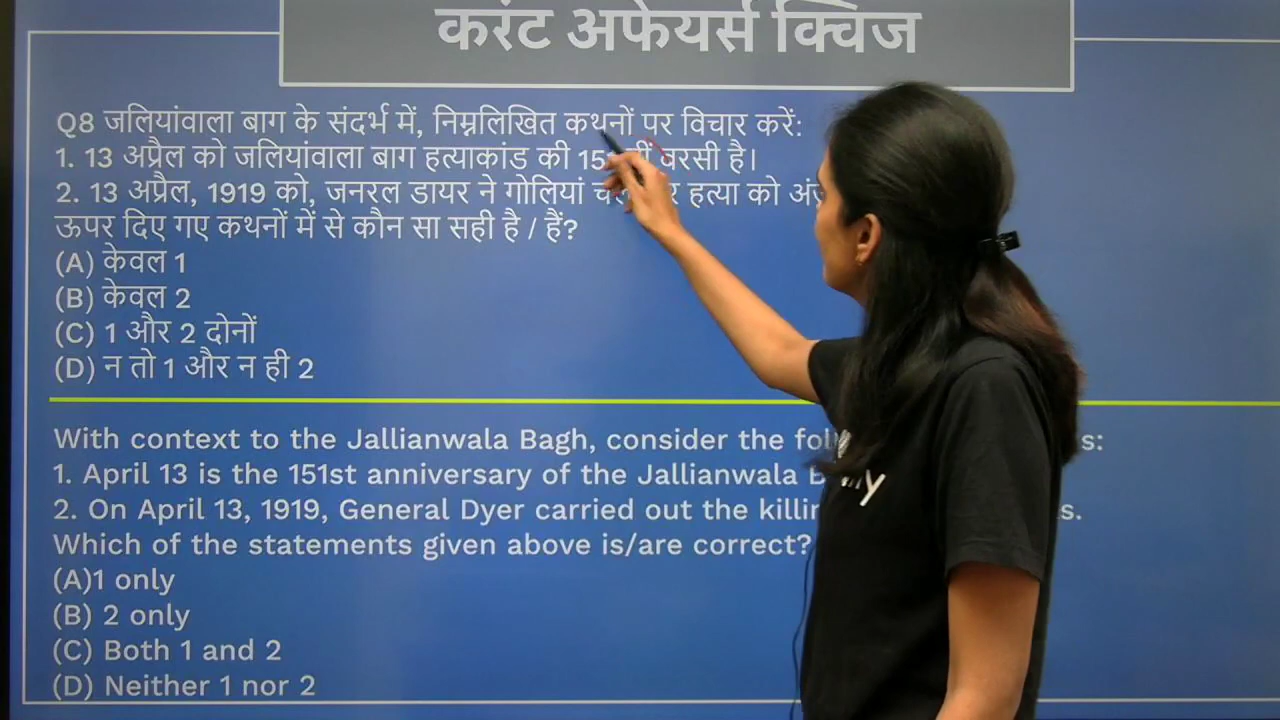 करंट अफेयर्स क्विज
Q8 जलियांवाला बाग के संदर्भ में, निम्नलिखित कथनों पर विचार करें:
1. 13 अप्रैल को जलियांवाला बाग हत्याकांड की वरसी है।
2. 13 अप्रैल, 1919 को, जनरल डायर ने गोलियां हत्या को
ऊपर दिए गए कथनों में से कौन सा सही है / हैं?
(A) केवल 1
(B) केवल 2
(C) 1 और 2 दोनों
(D) न तो 1 और न ही 2
With context to the Jallianwala Bagh, consider the
1. April 13 is the 151st anniversary of the Jallianwala
2. On April 13, 1919, General Dyer carried out the
Which of the statements given above is/are correct?
(A)1 only
(B) 2 only
(C) Both 1 and 2
(D) Neither 1 nor 2